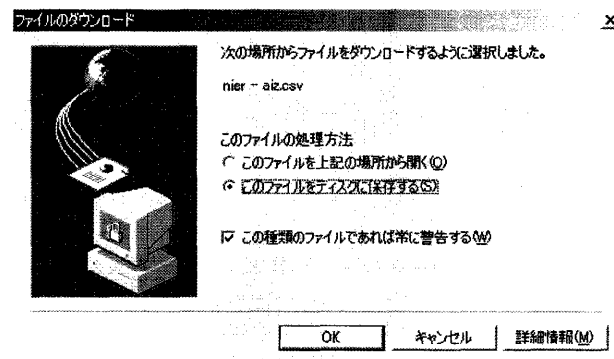 ファイルのダウンロード
次の場所からファイルをダウンロードするように選択しました。
nier - aiz.csv
このファイルの処理方法
このファイルを上記の場所から開く(O)
このファイルをディスクに保存する(S)
この種類のファイルであれば常に警告する(W)
OK キャンセル 詳細情報(M)